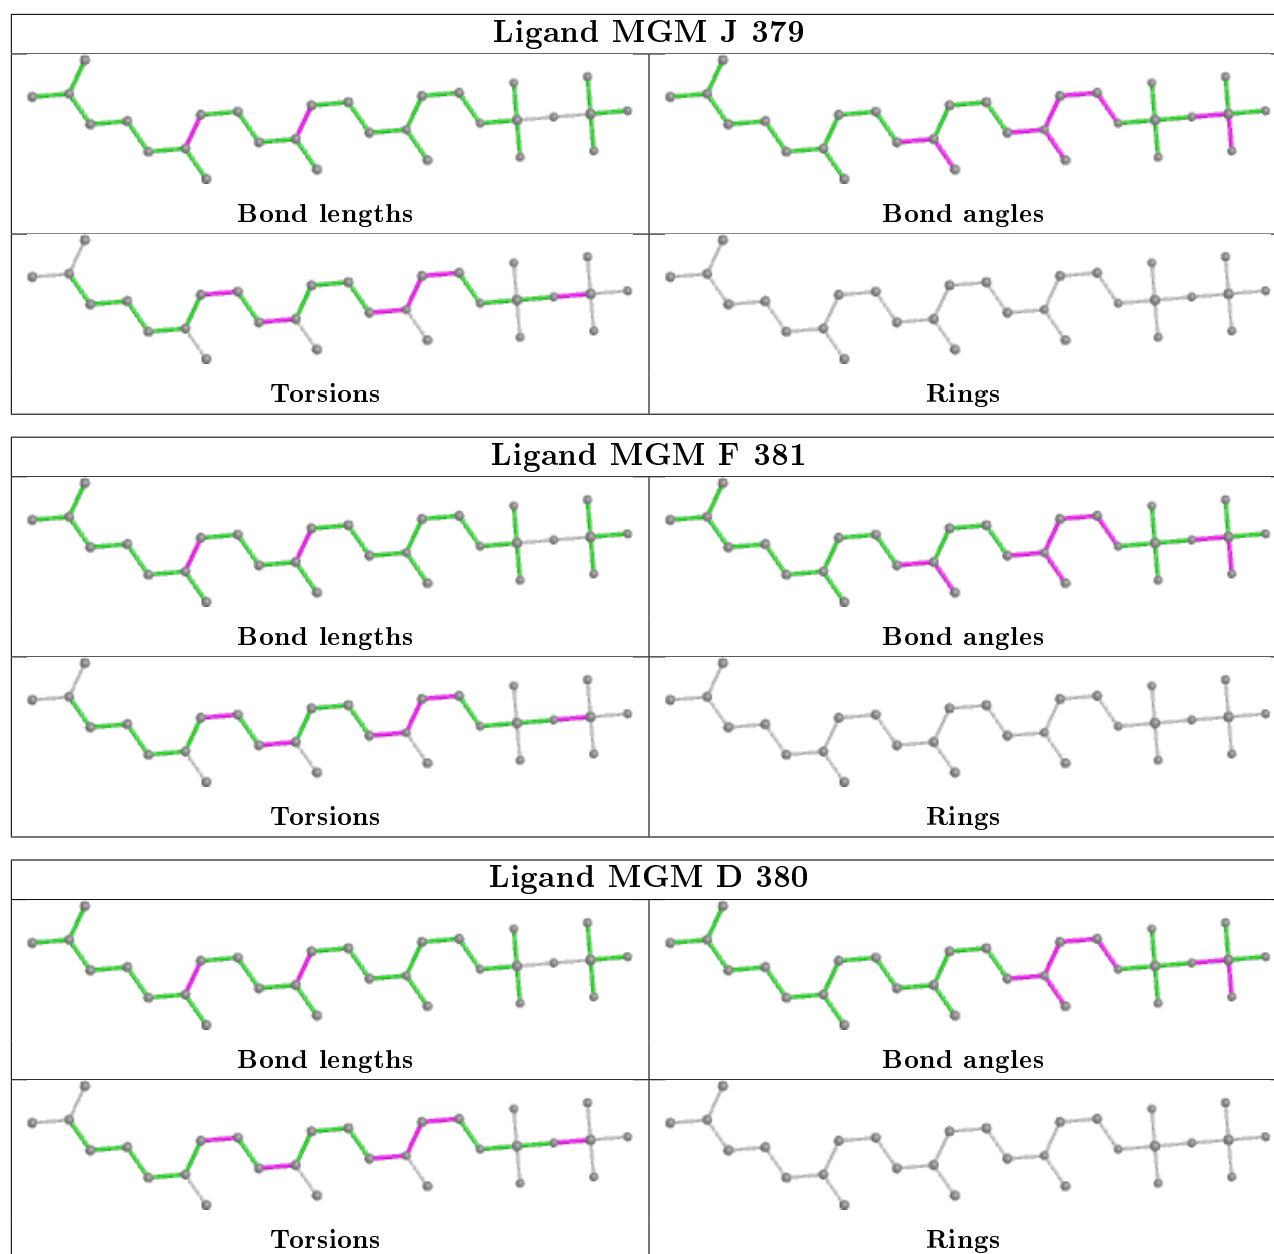 Ligand MGM J 379
Bond lengths
Bond angles
Torsions
Rings
Ligand MGM F 381
Bond lengths
Bond angles
Torsions
Rings
Ligand MGM D 380
Bond lengths
Bond angles
Torsions
Rings